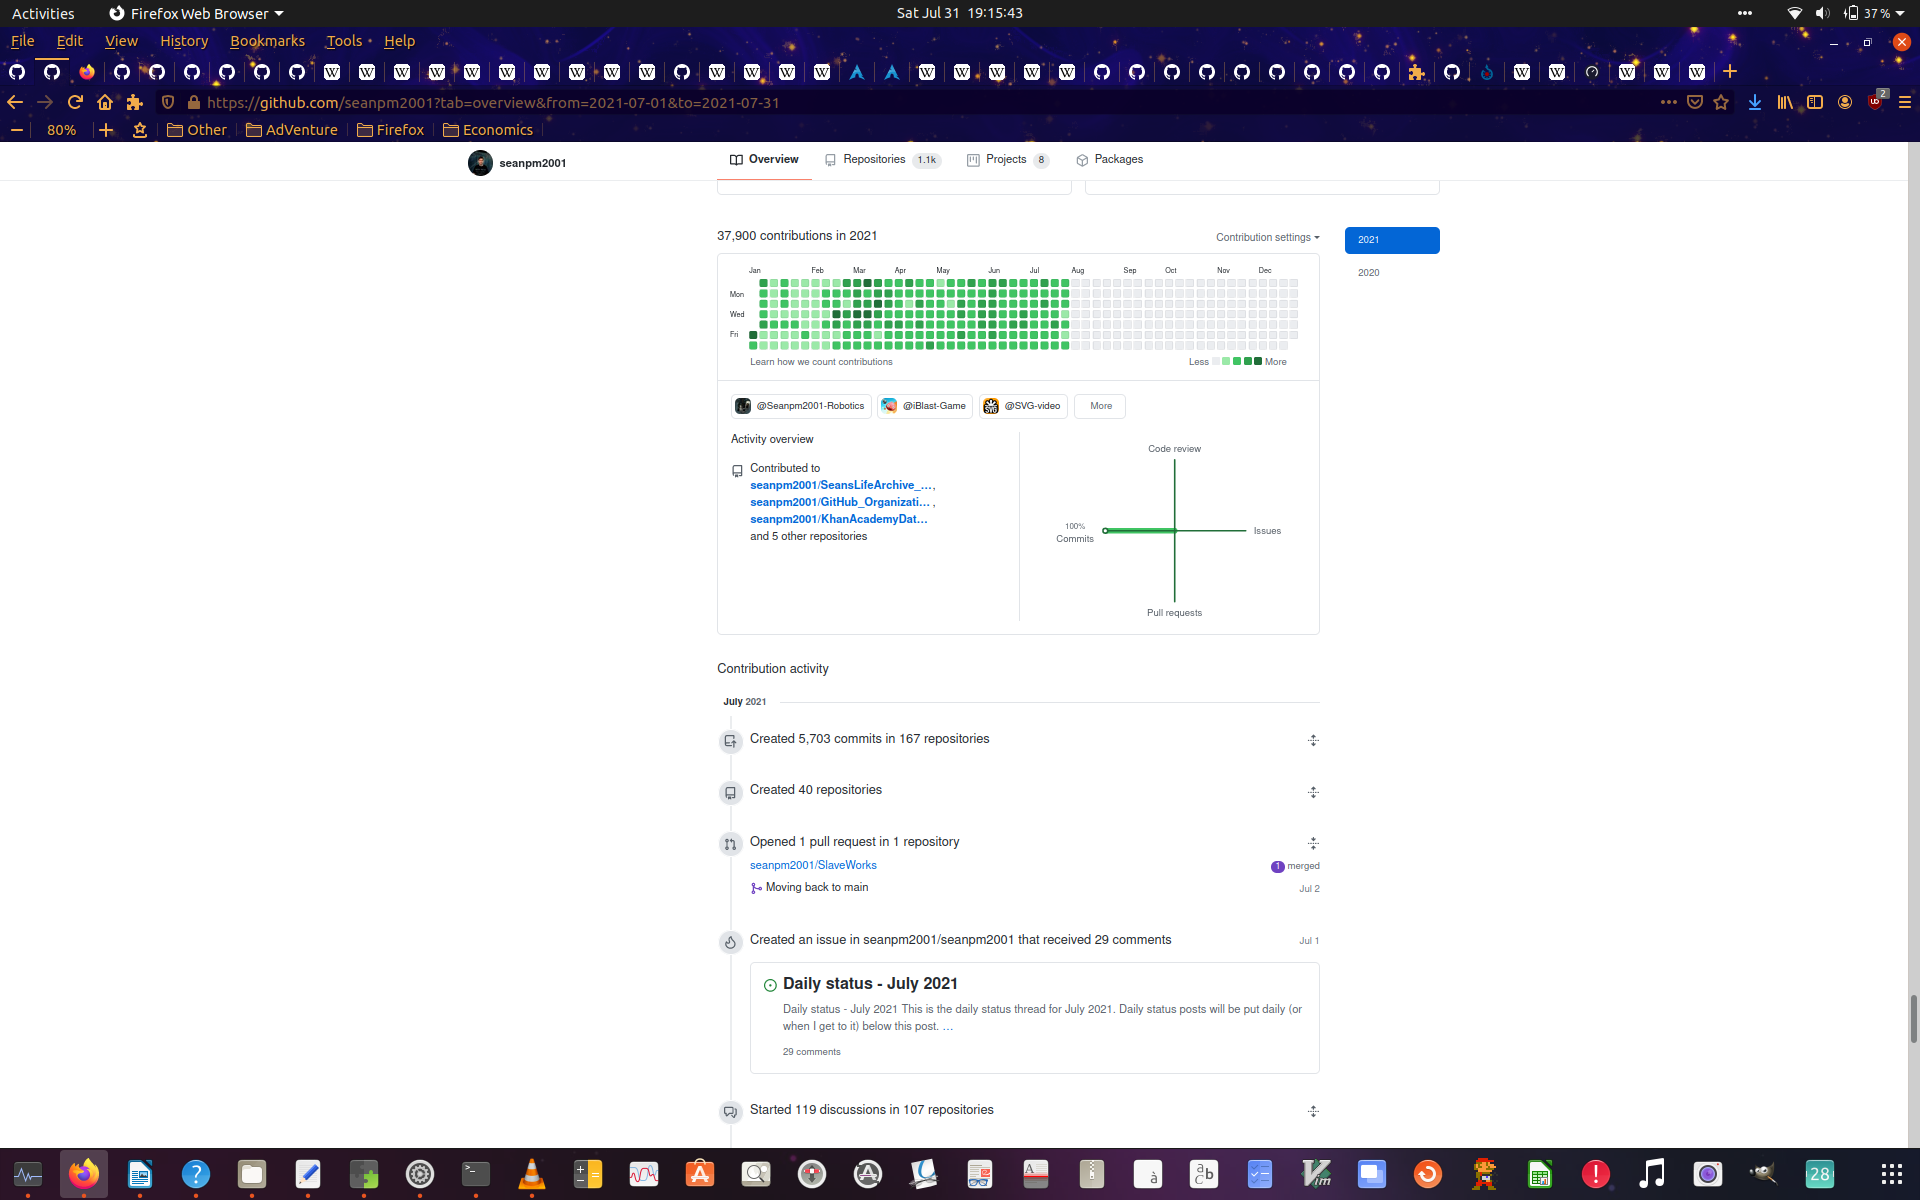 Activities
Firefox Web Browser
Sat Jul 31 19:15:43
37 %
File Edit View History Bookmarks Tools Help
https://github.com/seanpm2001?tab=overview&from=2021-07-01&to=2021-07-31
2
80%
Other
AdVenture
Firefox
Economics
seanpm2001
Overview
Repositories 1.1k
Projects 8
Packages
37,900 contributions in 2021
Contribution settings
2021
2020
Jan Feb Mar Apr May Jun Jul Aug Sep Oct Nov Dec
Mon
Wed
Fri
Learn how we count contributions
Less More
@Seanpm2001-Robotics
@iBlast-Game
@SVG-video
More
Activity overview
Contributed to
seanpm2001/SeansLifeArchive_…,
seanpm2001/GitHub_Organizati… ,
seanpm2001/KhanAcademyDat…
and 5 other repositories
Code review
100%
Commits
Issues
Pull requests
Contribution activity
July 2021
Created 5,703 commits in 167 repositories
Created 40 repositories
Opened 1 pull request in 1 repository
seanpm2001/SlaveWorks
1 merged
Moving back to main
Jul 2
Created an issue in seanpm2001/seanpm2001 that received 29 comments
Jul 1
Daily status - July 2021
Daily status - July 2021 This is the daily status thread for July 2021. Daily status posts will be put daily (or
when I get to it) below this post. …
29 comments
Started 119 discussions in 107 repositories
28